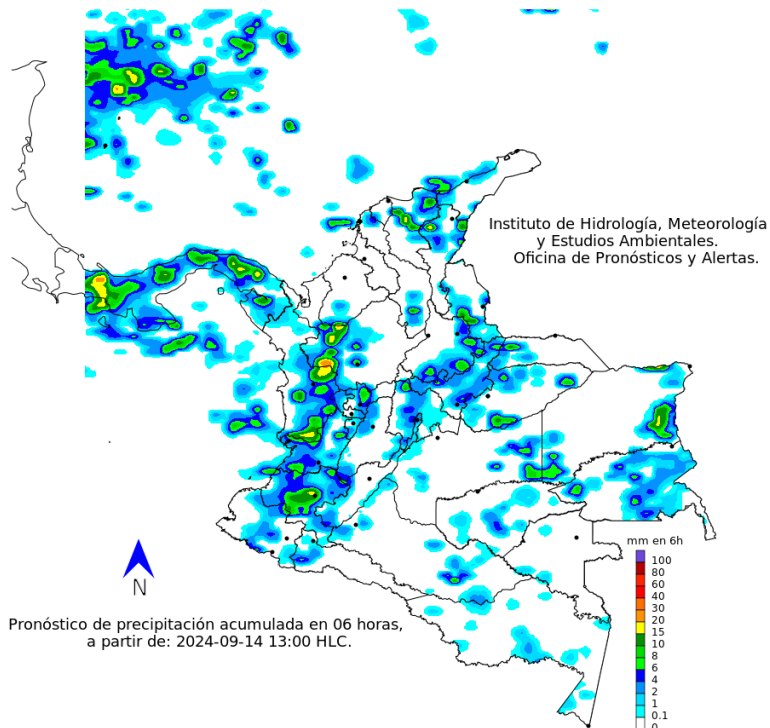 Instituto de Hidrología, Meteorología
y Estudios Ambientales.
Oficina de Pronósticos y Alertas.
N
Pronóstico de precipitación acumulada en 06 horas,
a partir de: 2024-09-14 13:00 HLC.
mm en 6h
100
80
60
40
30
20
15
10
8
6
4
2
1
0.1
0